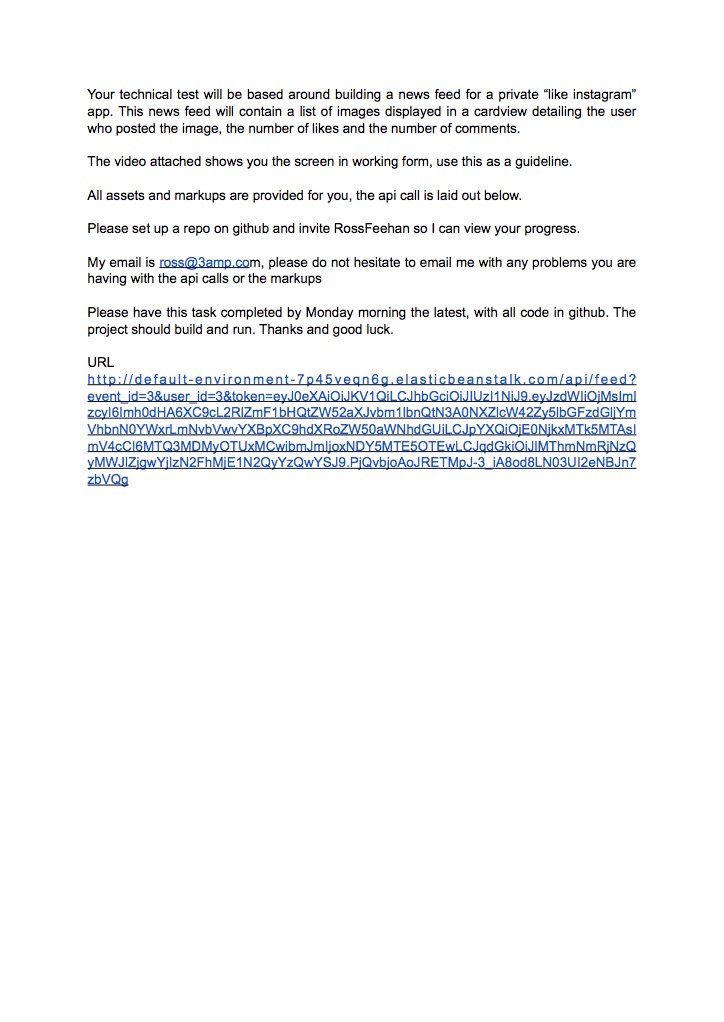 Your technical test will be based around building a news feed for a private “like instagram”
app. This news feed will contain a list of images displayed in a cardview detailing the user
who posted the image, the number of likes and the number of comments.
The video attached shows you the screen in working form, use this as a guideline.
All assets and markups are provided for you, the api call is laid out below.
Please set up a repo on github and invite RossFeehan so I can view your progress.
My email is ross@3amp.com, please do not hesitate to email me with any problems you are
having with the api calls or the markups
Please have this task completed by Monday morning the latest, with all code in github. The
project should build and run. Thanks and good luck.
URL
http://default-environment-7p45veqn6g.elasticbeanstalk.com/api/feed?
event_id=3&user_id=3&token=eyJ0eXAiOiJKV1QiLCJhbGciOiJIUzI1NiJ9.eyJzdWIiOjMsImI
zcyI6Imh0dHA6XC9cL2RlZmF1bHQtZW52aXJvbm1lbnQtN3A0NXZlcW42Zy5lbGFzdGljYm
VhbnN0YWxrLmNvbVwvYXBpXC9hdXRoZW50aWNhdGUiLCJpYXQiOjE0NjkxMTk5MTAsI
mV4cCI6MTQ3MDMyOTUxMCwibmJmIjoxNDY5MTE5OTEwLCJqdGkiOiJlMThmNmRjNzQ
yMWJlZjgwYjIzN2FhMjE1N2QyYzQwYSJ9.PjQvbjoAoJRETMpJ-3_iA8od8LN03UI2eNBJn7
zbVQg